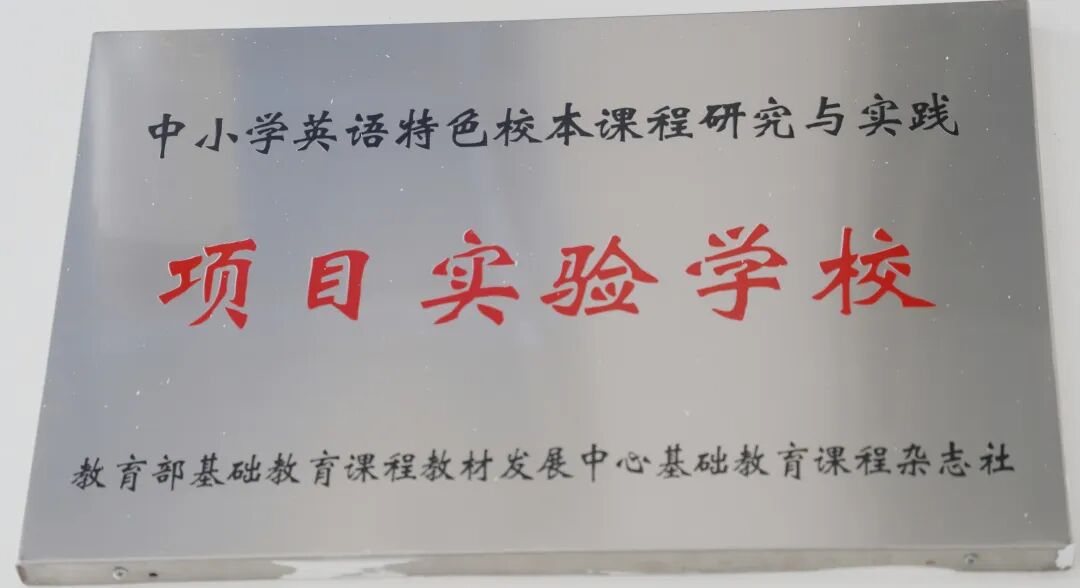 中小学英语特色校本课程研究与实践
项目实验学校
教育部基础教育课程教材发展中心基础教育课程杂志社